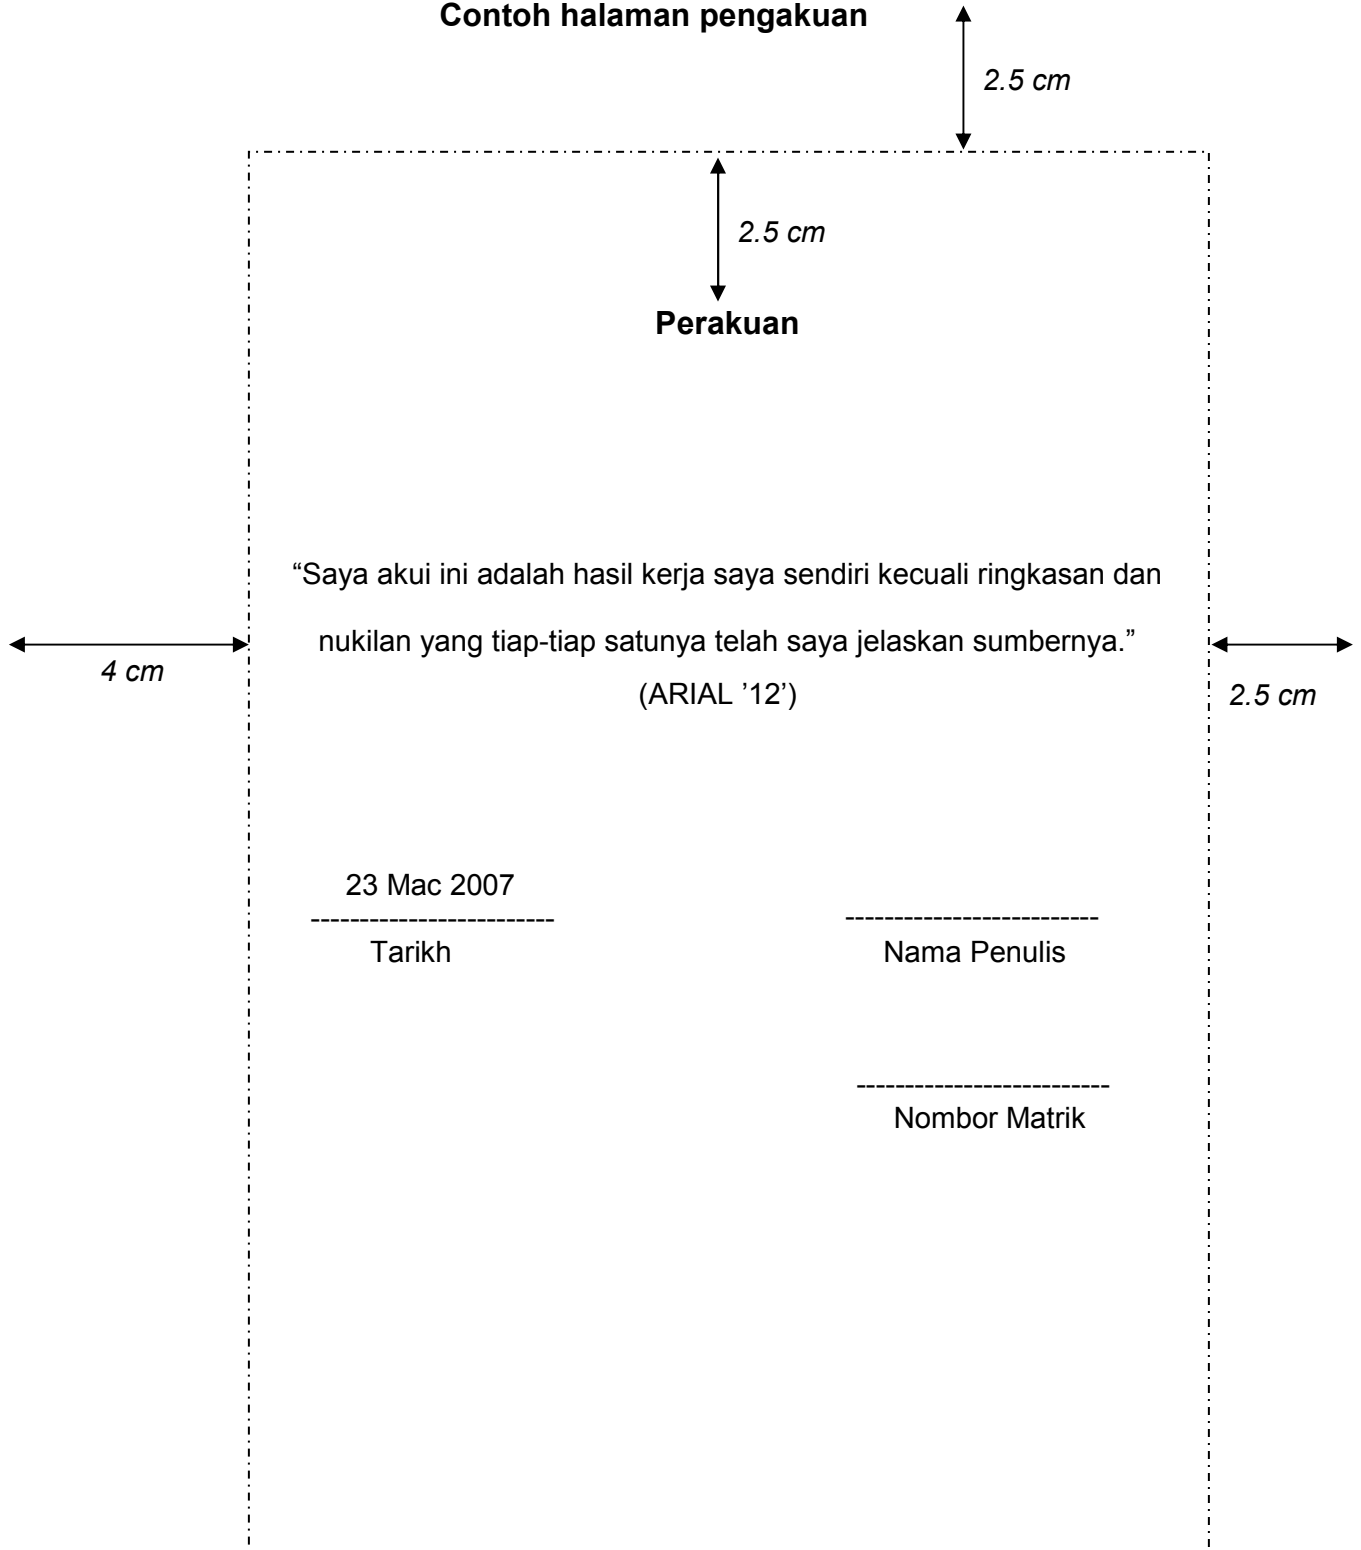 Contoh halaman pengakuan
2.5 cm
2.5 cm
Perakuan
“Saya akui ini adalah hasil kerja saya sendiri kecuali ringkasan dan
nukilan yang tiap-tiap satunya telah saya jelaskan sumbernya.”
4 cm
(ARIAL ’12’)
2.5 cm
23 Mac 2007
------------------------- --------------------------
Tarikh Nama Penulis
--------------------------
Nombor Matrik